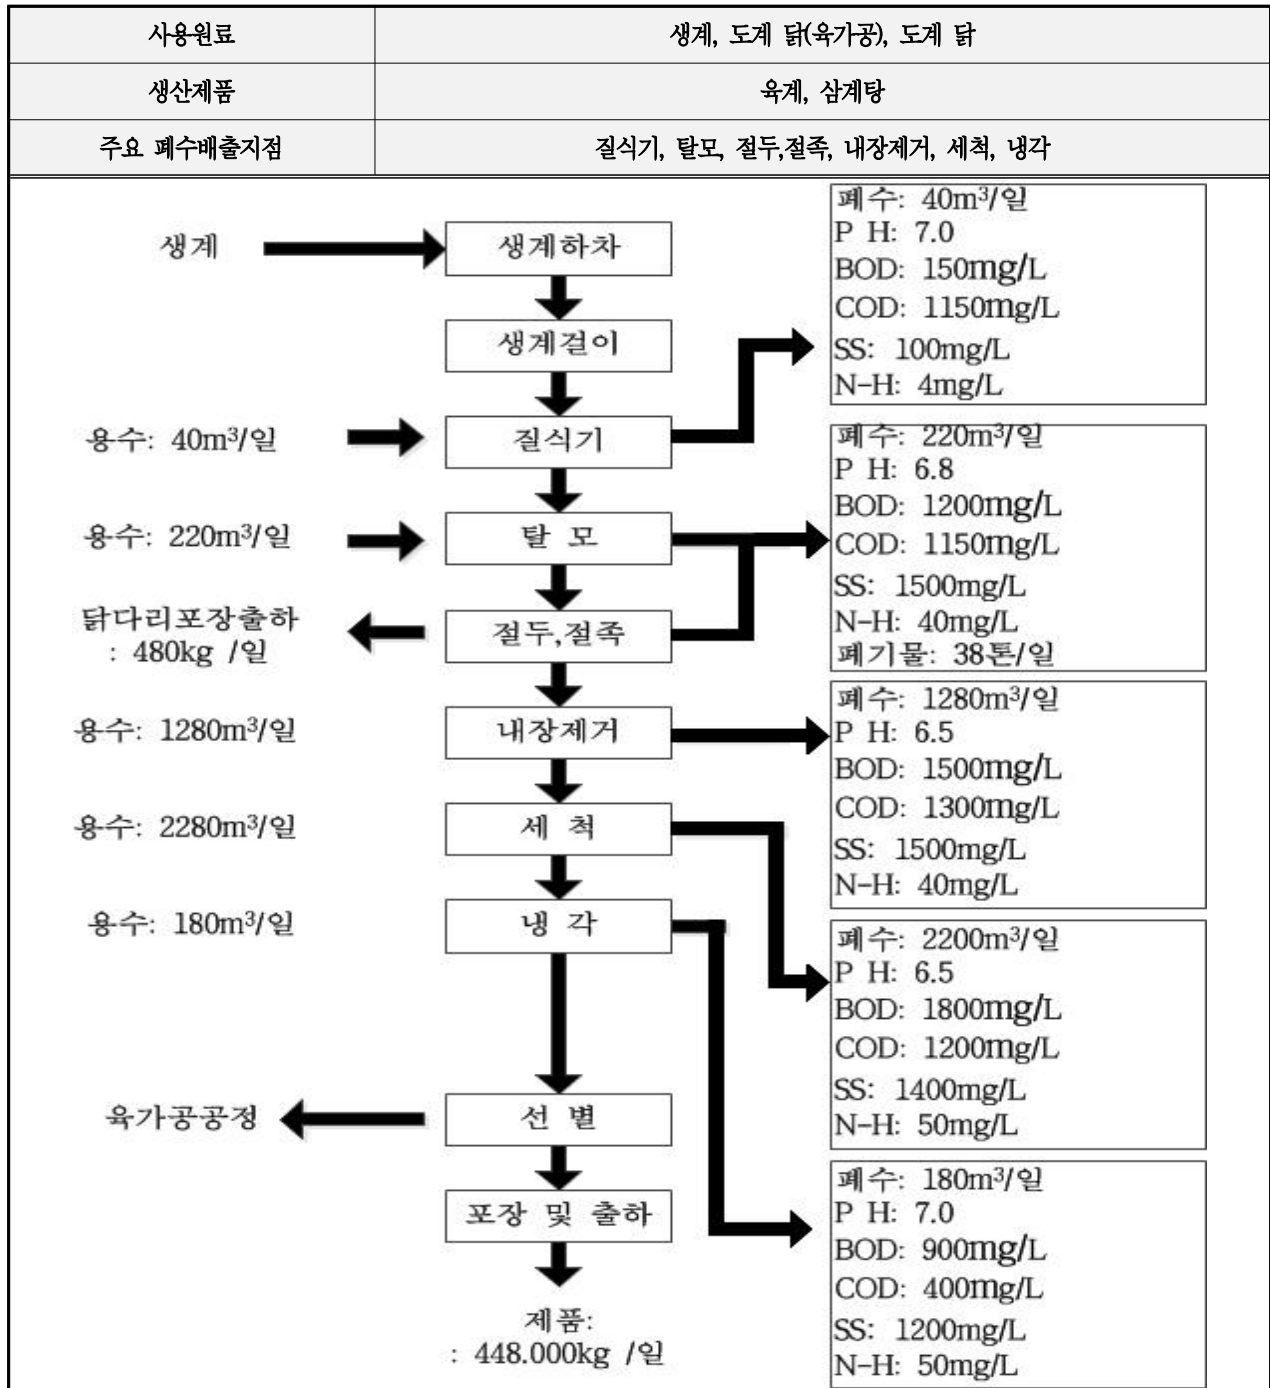 사용원료
생계, 도계 닭(육가공), 도계 닭
생산제품
육계, 삼계탕
주요 폐수배출지점
질식기, 탈모, 절두,절족, 내장제거, 세척, 냉각
생계
생계하차
생계걸이
용수: 40m³/일
질식기
폐수: 40m³/일
P H: 7.0
BOD: 150mg/L
COD: 1150mg/L
SS: 100mg/L
N-H: 4mg/L
용수: 220m³/일
탈 모
닭다리포장출하
: 480kg /일
절두,절족
폐수: 220m³/일
P H: 6.8
BOD: 1200mg/L
COD: 1150mg/L
SS: 1500mg/L
N-H: 40mg/L
폐기물: 38톤/일
용수: 1280m³/일
내장제거
폐수: 1280m³/일
P H: 6.5
BOD: 1500mg/L
COD: 1300mg/L
SS: 1500mg/L
N-H: 40mg/L
용수: 2280m³/일
세 척
폐수: 2200m³/일
P H: 6.5
BOD: 1800mg/L
COD: 1200mg/L
SS: 1400mg/L
N-H: 50mg/L
용수: 180m³/일
냉 각
폐수: 180m³/일
P H: 7.0
BOD: 900mg/L
COD: 400mg/L
SS: 1200mg/L
N-H: 50mg/L
육가공공정
선 별
포장 및 출하
제품:
: 448.000kg /일